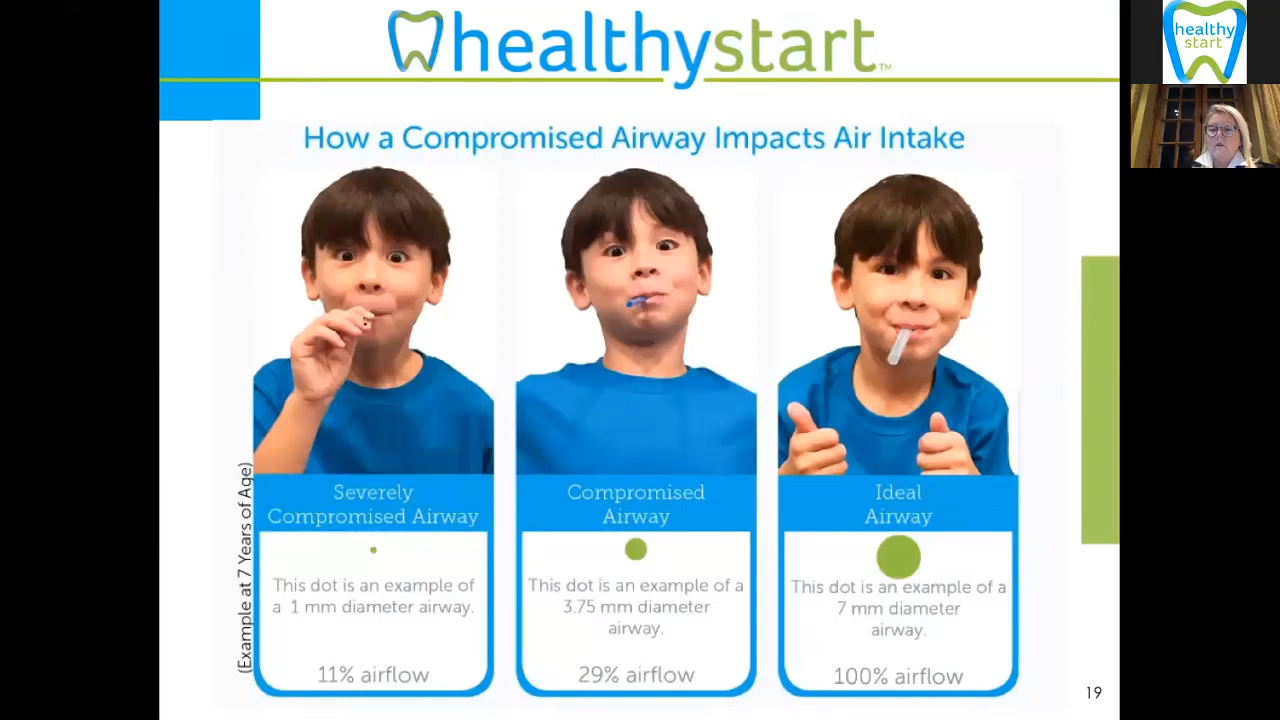 healthystart™
healthy
start
How a Compromised Airway Impacts Air Intake
(Example at 7 Years of Age)
Severely
Compromised Airway
This dot is an example of
a 1 mm diameter airway.
11% airflow
Compromised
Airway
This dot is an example of a
3.75 mm diameter
airway.
29% airflow
Ideal
Airway
This dot is an example of a
7 mm diameter
airway.
100% airflow
19